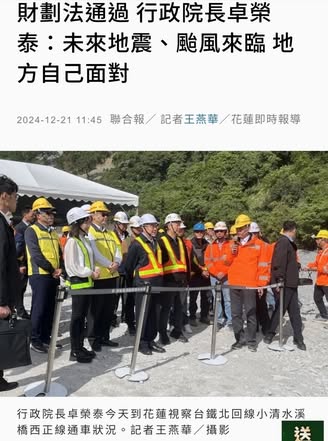 財劃法通過 行政院長卓榮
泰：未來地震、颱風來臨 地
方自己面對
2024-12-21 11:45 聯合報／ 記者王燕華／花蓮即時報導
行政院長卓榮泰今天到花蓮視察台鐵北迴線小清水溪
橋西正線通車狀況。記者王燕華／攝影
送